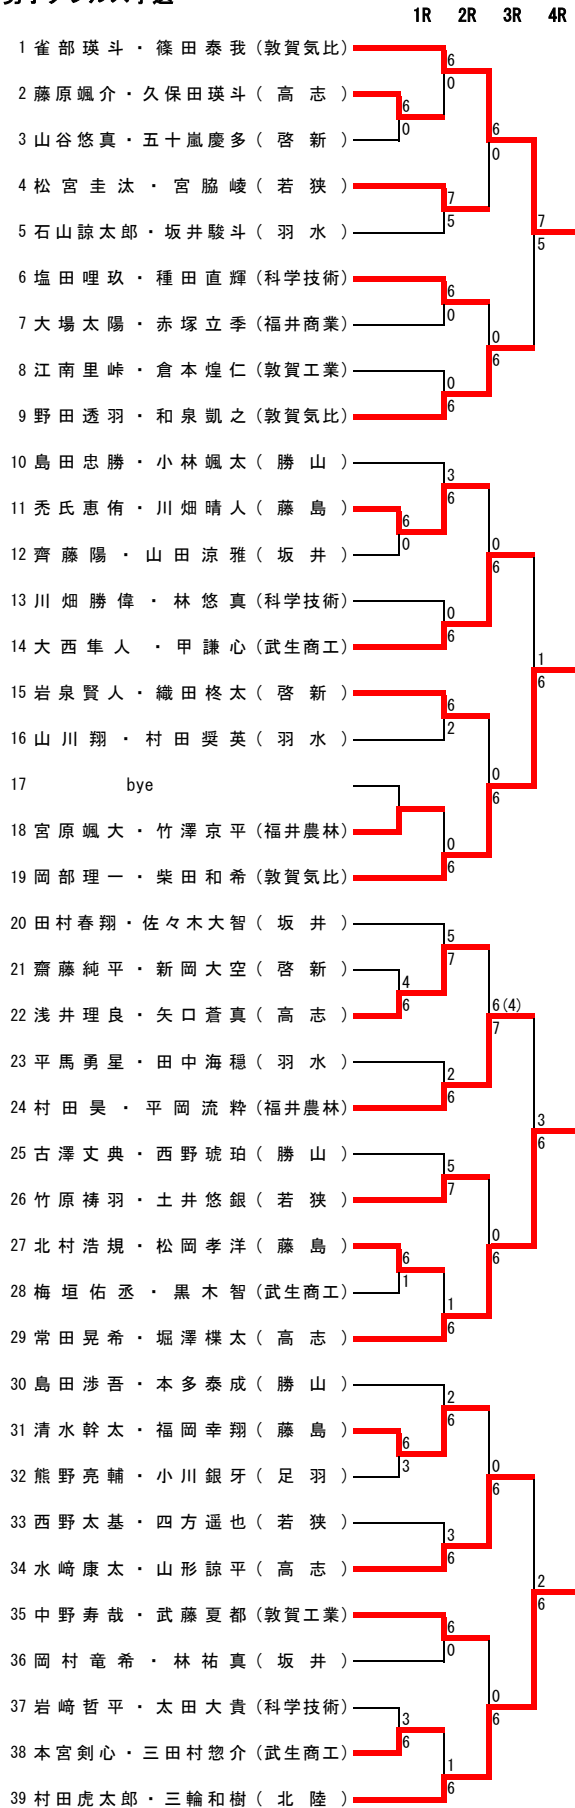 1R 2R 3R 4R
1 雀部瑛斗・篠田泰我(敦賀気比)
2 藤原颯介・久保田瑛斗(高志)
3 山谷悠真・五十嵐慶多(啓新)
4 松宮圭汰・宮脇崚(若狭)
5 石山諒太郎・坂井駿斗(羽水)
6 塩田哩玖・種田直輝(科学技術)
7 大場太陽・赤塚立季(福井商業)
8 江南里峠・倉本煌仁(敦賀工業)
9 野田透羽・和泉凱之(敦賀気比)
10 島田忠勝・小林颯太(勝山)
11 禿氏恵侑・川畑晴人(藤島)
12 齊藤陽・山田涼雅(坂井)
13 川畑勝偉・林悠真(科学技術)
14 大西隼人・甲謙心(武生商工)
15 岩泉賢人・織田柊太(啓新)
16 山川翔・村田奨英(羽水)
17 bye
18 宮原颯大・竹澤京平(福井農林)
19 岡部理一・柴田和希(敦賀気比)
20 田村春翔・佐々木大智(坂井)
21 齋藤純平・新岡大空(啓新)
22 浅井理良・矢口蒼真(高志)
23 平馬勇星・田中海穏(羽水)
24 村田昊・平岡流粋(福井農林)
25 古澤丈典・西野琥珀(勝山)
26 竹原祷羽・土井悠銀(若狭)
27 北村浩規・松岡孝洋(藤島)
28 梅垣佑丞・黒木智(武生商工)
29 常田晃希・堀澤楪太(高志)
30 島田渉吾・本多泰成(勝山)
31 清水幹太・福岡幸翔(藤島)
32 熊野亮輔・小川銀牙(足羽)
33 西野太基・四方遥也(若狭)
34 水﨑康太・山形諒平(高志)
35 中野寿哉・武藤夏都(敦賀工業)
36 岡村竜希・林祐真(坂井)
37 岩﨑哲平・太田大貴(科学技術)
38 本宮剣心・三田村惣介(武生商工)
39 村田虎太郎・三輪和樹(北陸)
6
0
6
0
6
0
7
5
7
5
6
0
0
6
0
6
3
6
6
0
0
6
0
6
1
6
6
2
0
6
0
6
5
7
4
6
6(4)
7
2
6
3
6
5
7
0
6
6
1
1
6
2
6
6
3
0
6
3
6
2
6
6
0
0
6
3
6
1
6